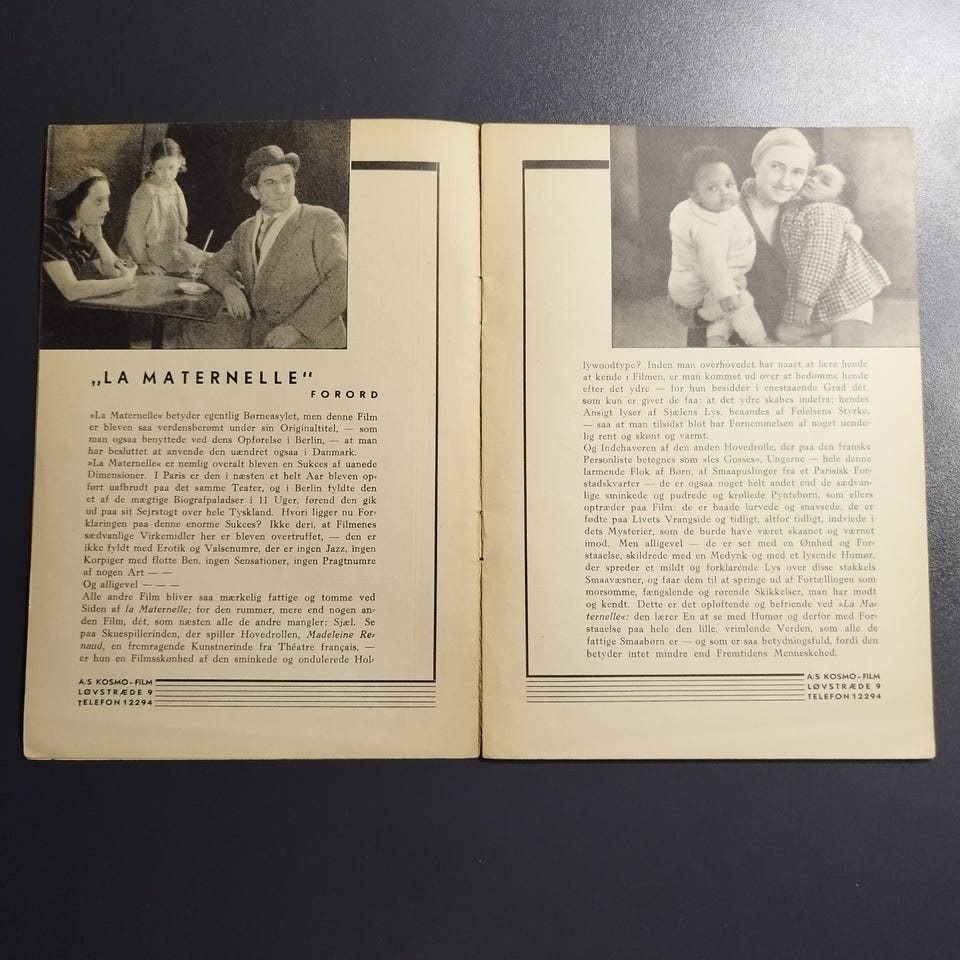 „LA MATERNELLE“
FORORD
»La Maternelle« betyder egentlig Børneasylet, men denne Film
er bleven saa verdensberømt under sin Originaltitel, — som
man ogsaa benyttede ved dens Opførelse i Berlin, — at man
har besluttet at anvende den uændret ogsaa i Danmark.
»La Maternelle« er nemlig overalt bleven en Sukces af uanede
Dimensioner. I Paris er den i næsten et helt Aar bleven op-
ført uafbrudt paa det samme Teater, og i Berlin fyldte den
et af de mægtige Biografpaladser i 11 Uger, førend den gik
ud paa sit Sejrstogt over hele Tyskland. Hvori ligger nu For-
klaringen paa denne enorme Sukces? Ikke deri, at Filmenes
sædvanlige Virkemidler her er bleven overtruffet, — den er
ikke fyldt med Erotik og Valsenumre, der er ingen Jazz, ingen
Korpiger med flotte Ben, ingen Sensationer, ingen Pragtnumre
af nogen Art — —
Og alligevel — — —
Alle andre Film bliver saa mærkelig fattige og tomme ved
Siden af la Maternelle; for den rummer, mere end nogen an-
den Film, dét, som næsten alle de andre mangler: Sjæl. Se
paa Skuespillerinden, der spiller Hovedrollen, Madeleine Re-
naud, en fremragende Kunstnerinde fra Théatre français, —
er hun en Filmsskønhed af den sminkede og ondulerede Hol-
A/S KOSMO-FILM
LØVSTRÆDE 9
TELEFON 12294
lywoodtype? Inden man overhovedet har naaet at lære hende
at kende i Filmen, er man kommet ud over at bedømme hende
efter det ydre — for hun besidder i enestaaende Grad dét,
som kun er givet de faa: at det ydre skabes indefra; hendes
Ansigt lyser af Sjælens Lys, beaandes af Følelsens Styrke,
— saa at man tilsidst blot har Fornemmelsen af noget uende-
lig rent og skønt og varmt.
Og Indehaveren af den anden Hovedrolle, der paa den franske
Personliste betegnes som »les Gosses«, Ungerne — hele denne
larmende Flok af Børn, af Smaapuslinger fra et Parisisk For-
stadskvarter — de er ogsaa noget helt andet end de sædvan-
lige sminkede og pudrede og krøllede Pyntebørn, som ellers
optræder paa Film: de er baade lurvede og snavsede, de er
fødte paa Livets Vrangside og tidligt, altfor tidligt, indviede i
dets Mysterier, som de burde have været skaanet og værnet
imod. Men alligevel — de er set med en Ømhed og For-
staaelse, skildrede med en Medynk og med et lysende Humør,
der spreder et mildt og forklarende Lys over disse stakkels
Smaavæsner, og faar dem til at springe ud af Fortællingen som
morsomme, fængslende og rørende Skikkelser, man har mødt
og kendt. Dette er det opløftende og befriende ved »La Ma-
ternelle«: den lærer En at se med Humør og derfor med For-
staaelse paa hele den lille, vrimlende Verden, som alle de
fattige Smaabørn er — og som er saa betydningsfuld, fordi den
betyder intet mindre end Fremtidens Menneskehed.
A/S KOSMO-FILM
LØVSTRÆDE 9
TELEFON 12294